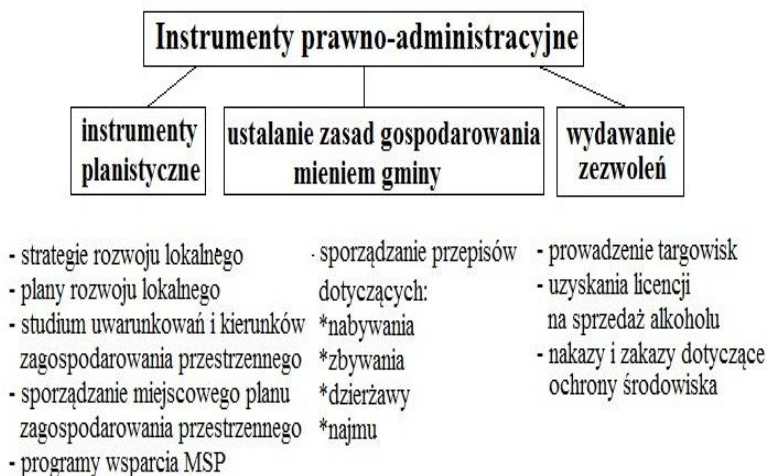 Instrumenty prawno-administracyjne
instrumenty
planistyczne
ustalanie zasad gospodarowania
mieniem gminy
wydawanie
zezwoleń
- strategie rozwoju lokalnego
- plany rozwoju lokalnego
- studium uwarunkowań i kierunków
zagospodarowania przestrzennego
- sporządzanie miejscowego planu
zagospodarowania przestrzennego
- programy wsparcia MSP
- sporządzanie przepisów
dotyczących:
*nabywania
*zbywania
*dzierżawy
*najmu
- prowadzenie targowisk
- uzyskania licencji
na sprzedaż alkoholu
- nakazy i zakazy dotyczące
ochrony środowiska